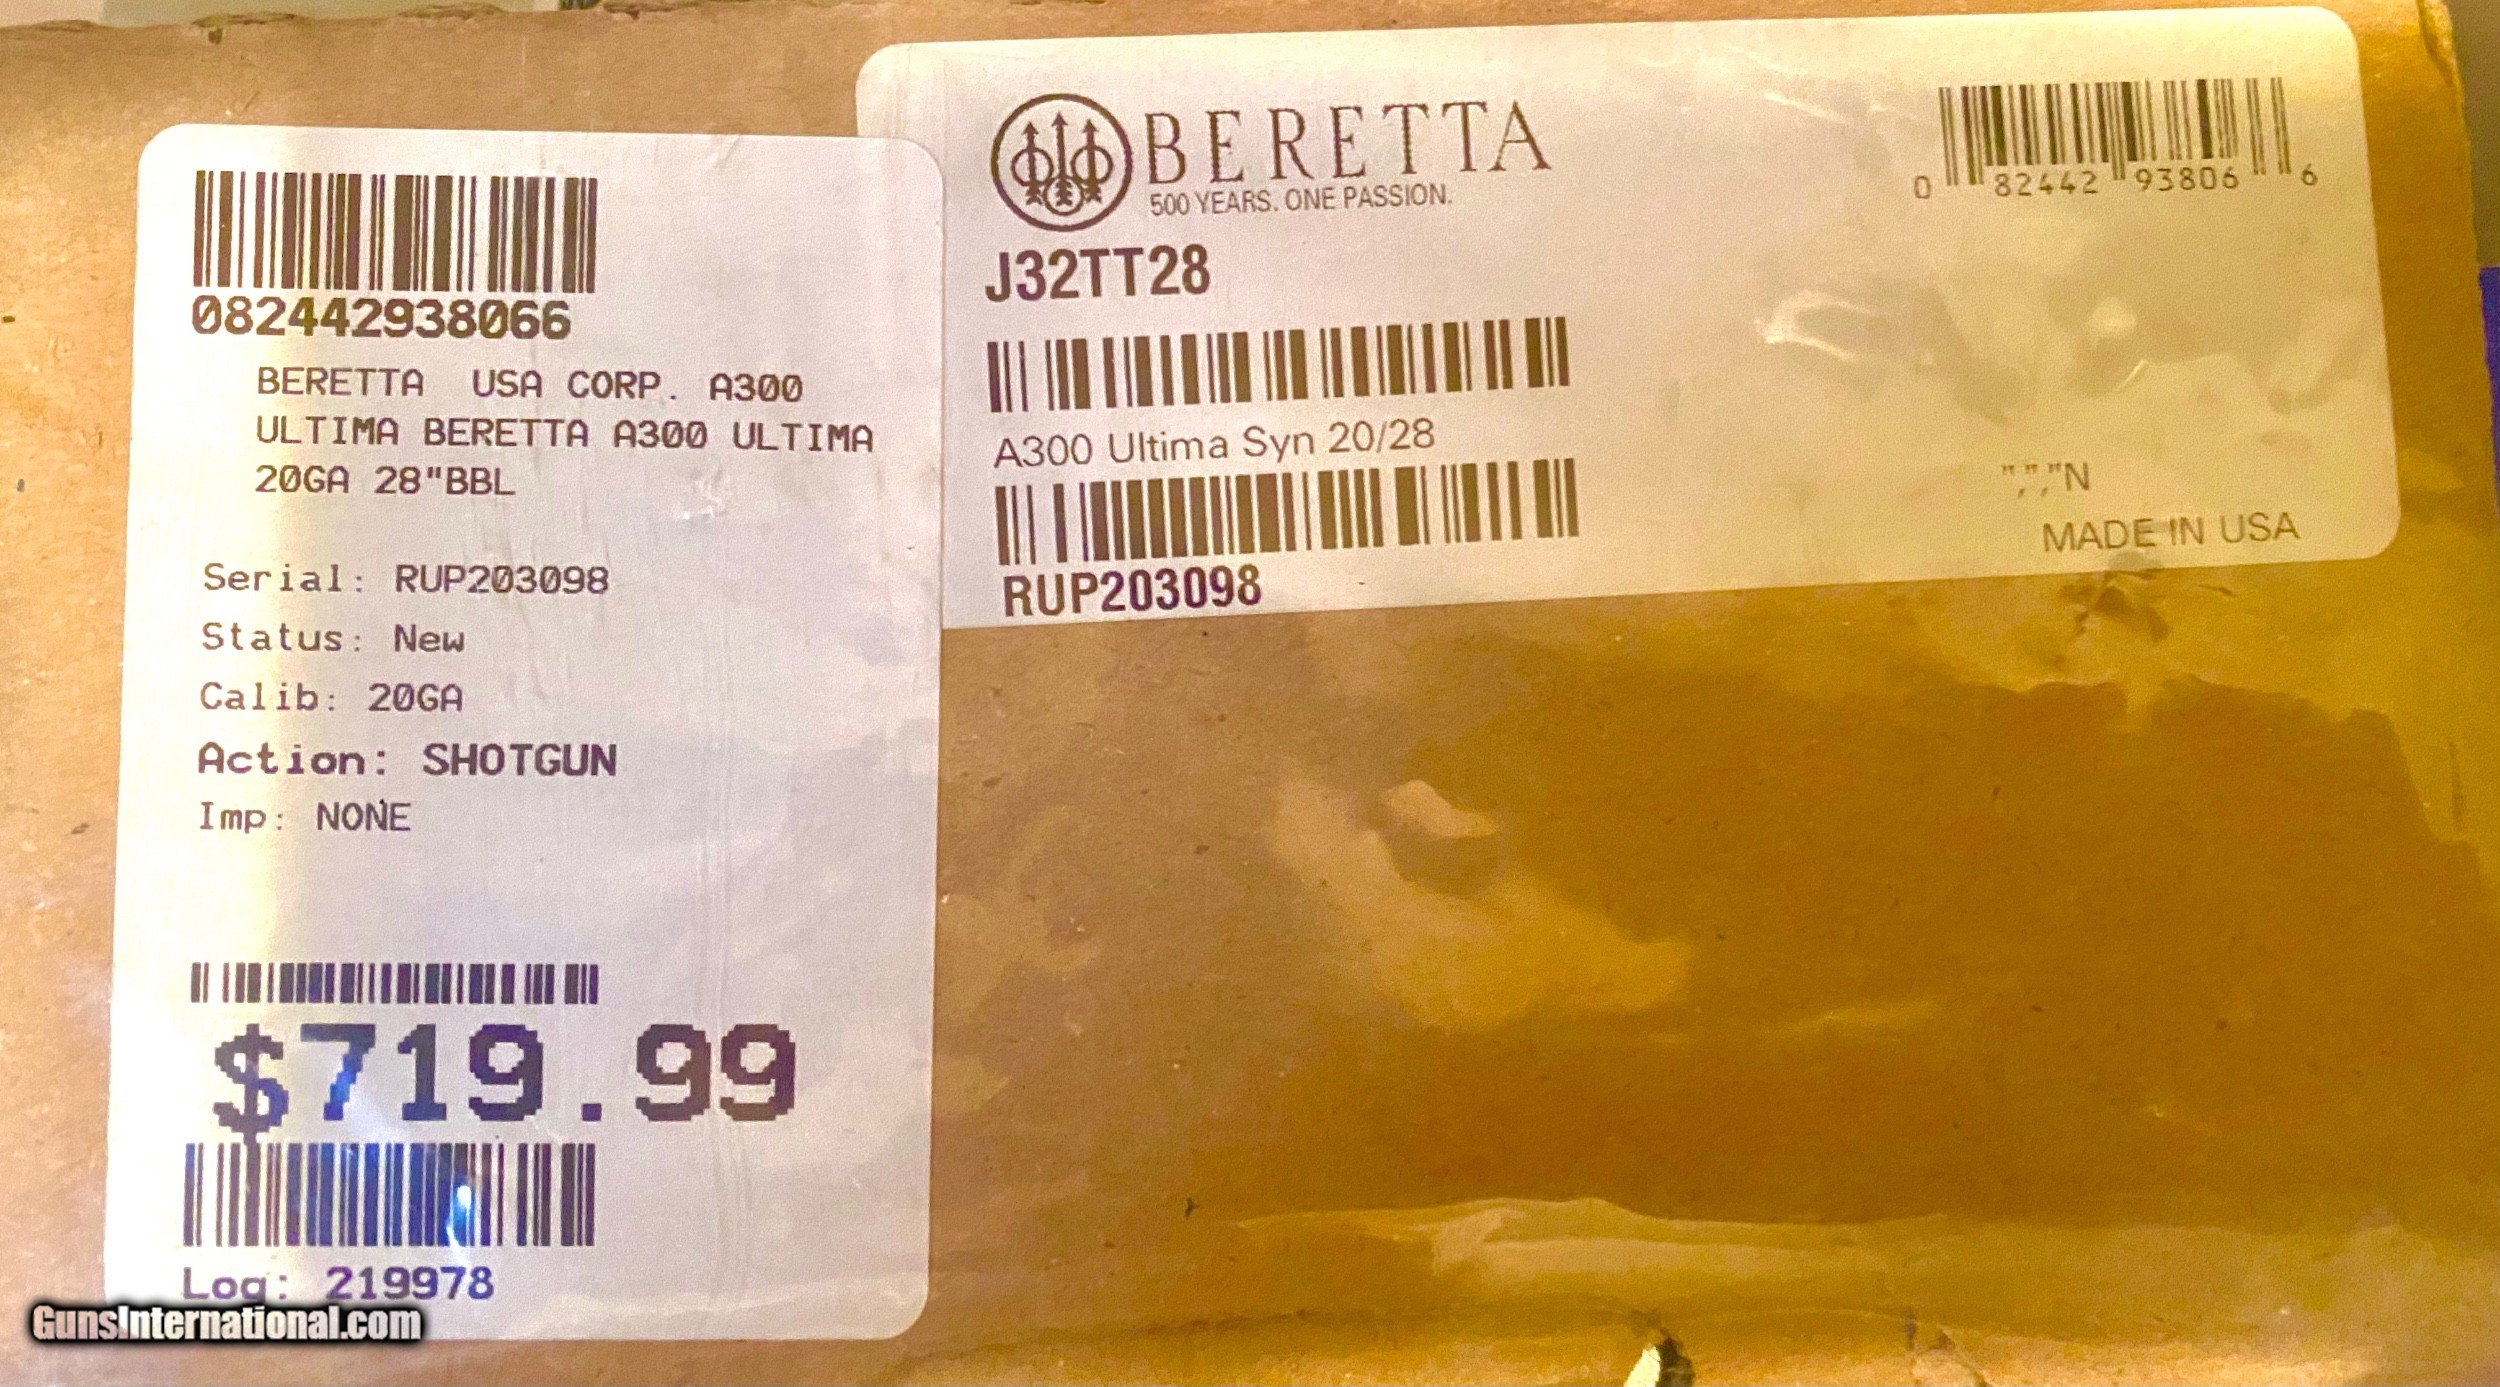 082442938066
BERETTA USA CORP. A300
ULTIMA BERETTA A300 ULTIMA
20GA 28"BBL
Serial: RUP203098
Status: New
Calib: 20GA
Action: SHOTGUN
Imp: NONE
$719.99
Log: 219978
BERETTA
500 YEARS. ONE PASSION.
J32TT28
A300 Ultima Syn 20/28
RUP203098
0 82442 93806 6
","," N
MADE IN USA
GunsInternational.com